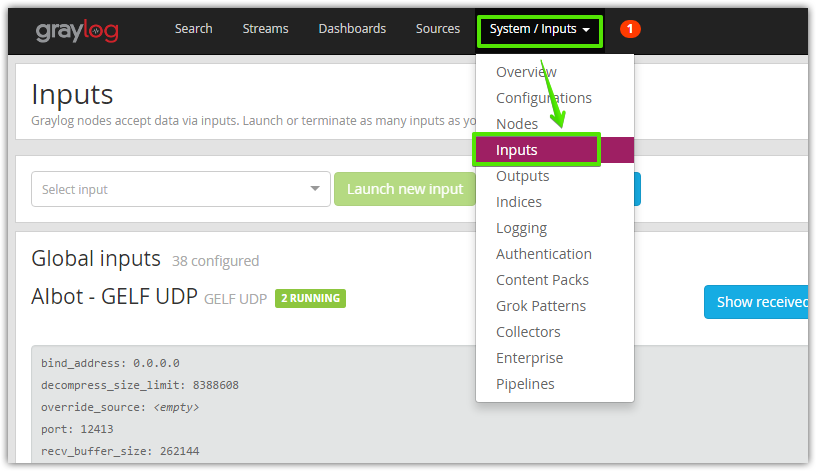 graylog Search Streams Dashboards Sources System / Inputs 1
Overview
Configurations
Nodes
Inputs
Outputs
Indices
Logging
Authentication
Content Packs
Grok Patterns
Collectors
Enterprise
Pipelines
Inputs
Graylog nodes accept data via inputs. Launch or terminate as many inputs as
Select input Launch new input
Global inputs 38 configured
Albot - GELF UDP GELF UDP 2 RUNNING
Show received
bind_address: 0.0.0.0
decompress_size_limit: 8388608
override_source: <empty>
port: 12413
recv_buffer_size: 262144